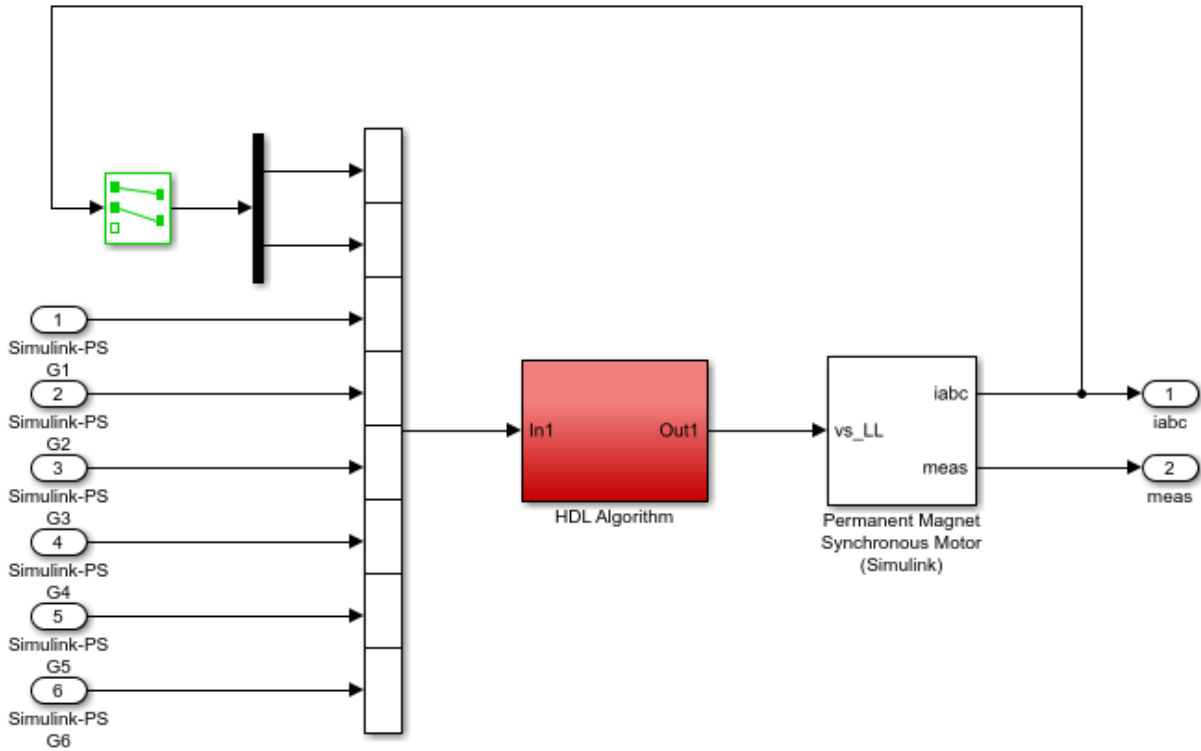 1
Simulink-PS
G1
2
Simulink-PS
G2
3
Simulink-PS
G3
4
Simulink-PS
G4
5
Simulink-PS
G5
6
Simulink-PS
G6
In1
Out1
HDL Algorithm
vs_LL
iabc
meas
Permanent Magnet
Synchronous Motor
(Simulink)
1
iabc
2
meas